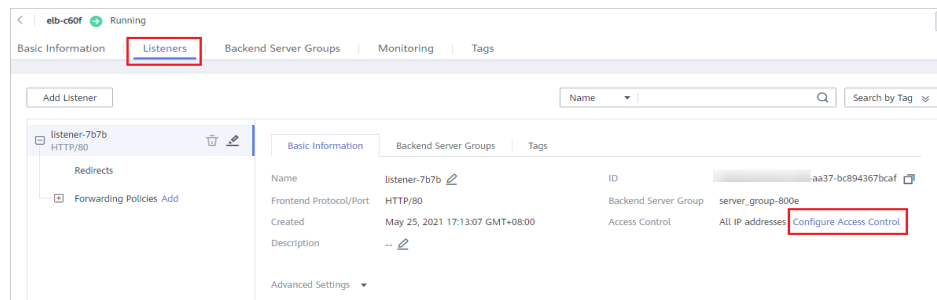 elb-c60f Running
Basic Information Listeners Backend Server Groups Monitoring Tags
Add Listener Name Search by Tag
listener-7b7b
HTTP/80
Redirects
Forwarding Policies Add
Basic Information Backend Server Groups Tags
Name listener-7b7b ID -aa37-bc894367bcaf
Frontend Protocol/Port HTTP/80 Backend Server Group server_group-800e
Created May 25, 2021 17:13:07 GMT+08:00 Access Control All IP addresses Configure Access Control
Description --
Advanced Settings